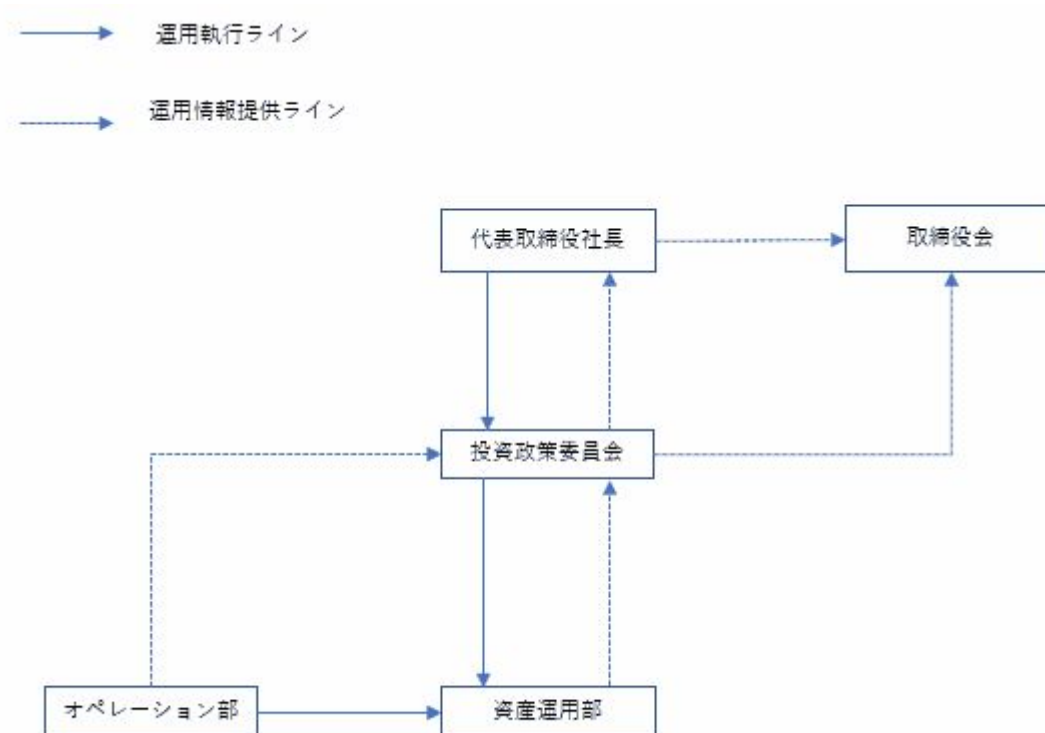 運用執行ライン
運用情報提供ライン
代表取締役社長
取締役会
投資政策委員会
オペレーション部
資産運用部